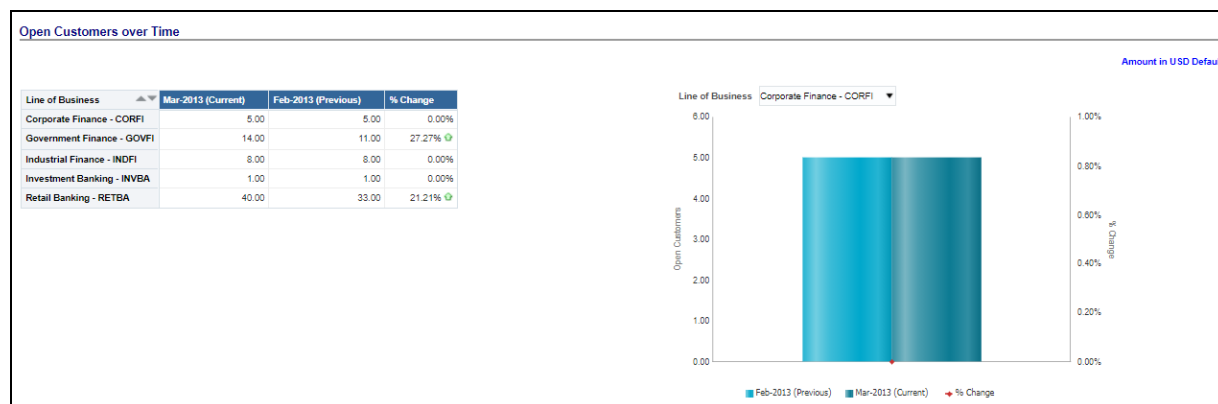 Open Customers over Time
Amount in USD Defau
Line of Business Mar-2013 (Current) Feb-2013 (Previous) % Change
Corporate Finance - CORFI 5.00 5.00 0.00%
Government Finance - GOVFI 14.00 11.00 27.27%
Industrial Finance - INDFI 8.00 8.00 0.00%
Investment Banking - INVBA 1.00 1.00 0.00%
Retail Banking - RETBA 40.00 33.00 21.21%
Line of Business Corporate Finance - CORFI
6.00 1.00%
5.00 0.80%
4.00 0.60%
3.00 0.40%
2.00 0.20%
1.00
0.00 0.00%
Open Customers
% Change
Feb-2013 (Previous) Mar-2013 (Current) % Change